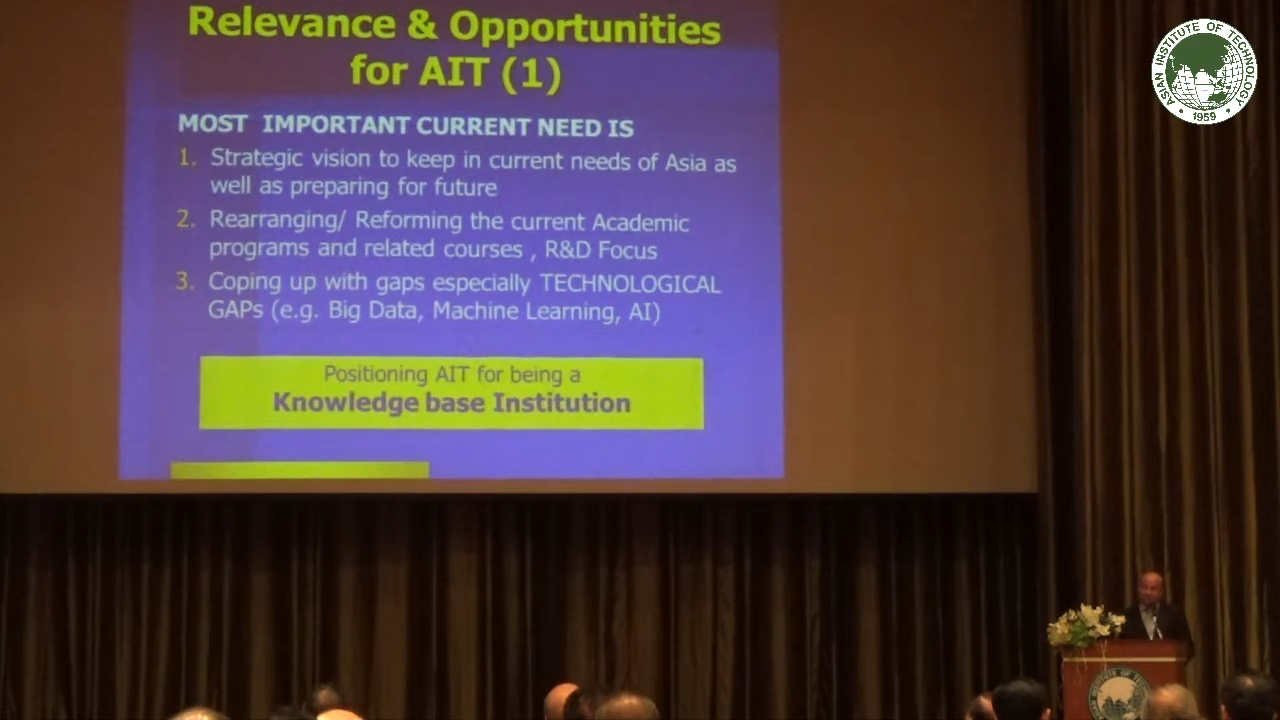 Relevance & Opportunities
for AIT (1)
MOST IMPORTANT CURRENT NEED IS
1. Strategic vision to keep in current needs of Asia as
well as preparing for future
2. Rearranging/ Reforming the current Academic
programs and related courses , R&D Focus
3. Coping up with gaps especially TECHNOLOGICAL
GAPs (e.g. Big Data, Machine Learning, AI)
Positioning AIT for being a
Knowledge base Institution
ASIAN INSTITUTE OF TECHNOLOGY
• 1959 •
INSTITUTE OF